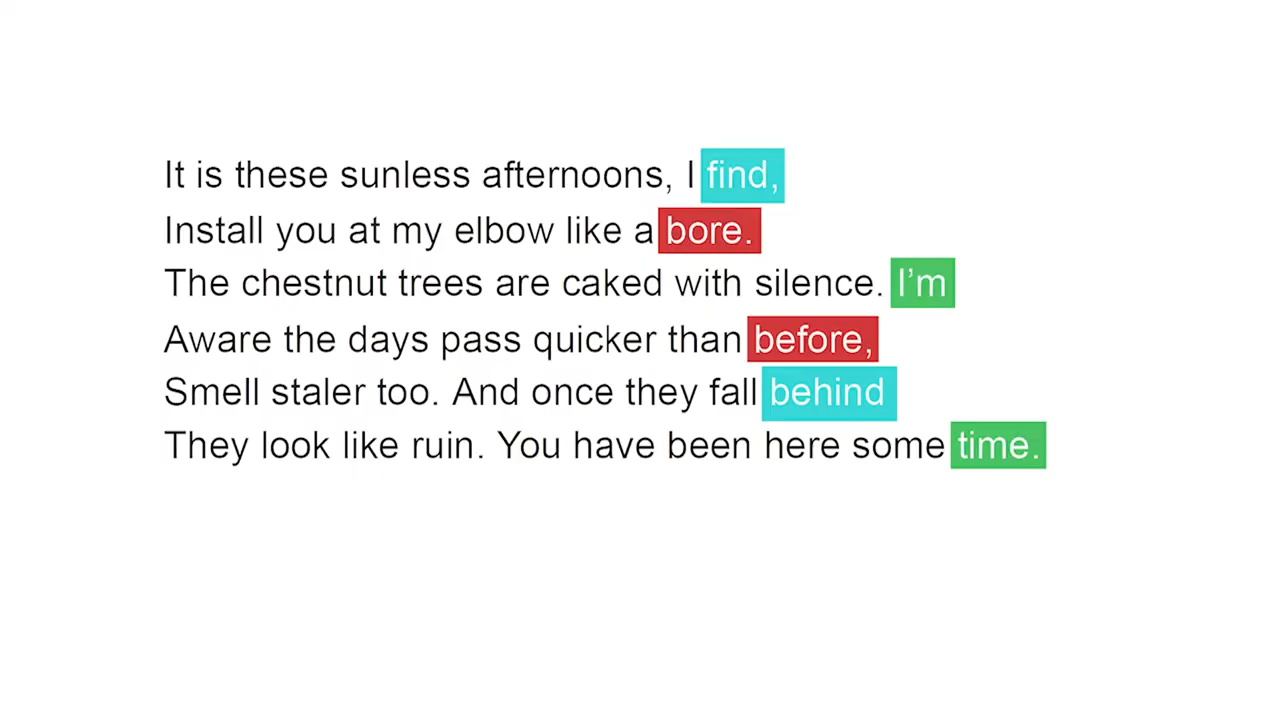 It is these sunless afternoons, I find,
Install you at my elbow like a bore.
The chestnut trees are caked with silence. I’m
Aware the days pass quicker than before,
Smell staler too. And once they fall behind
They look like ruin. You have been here some time.